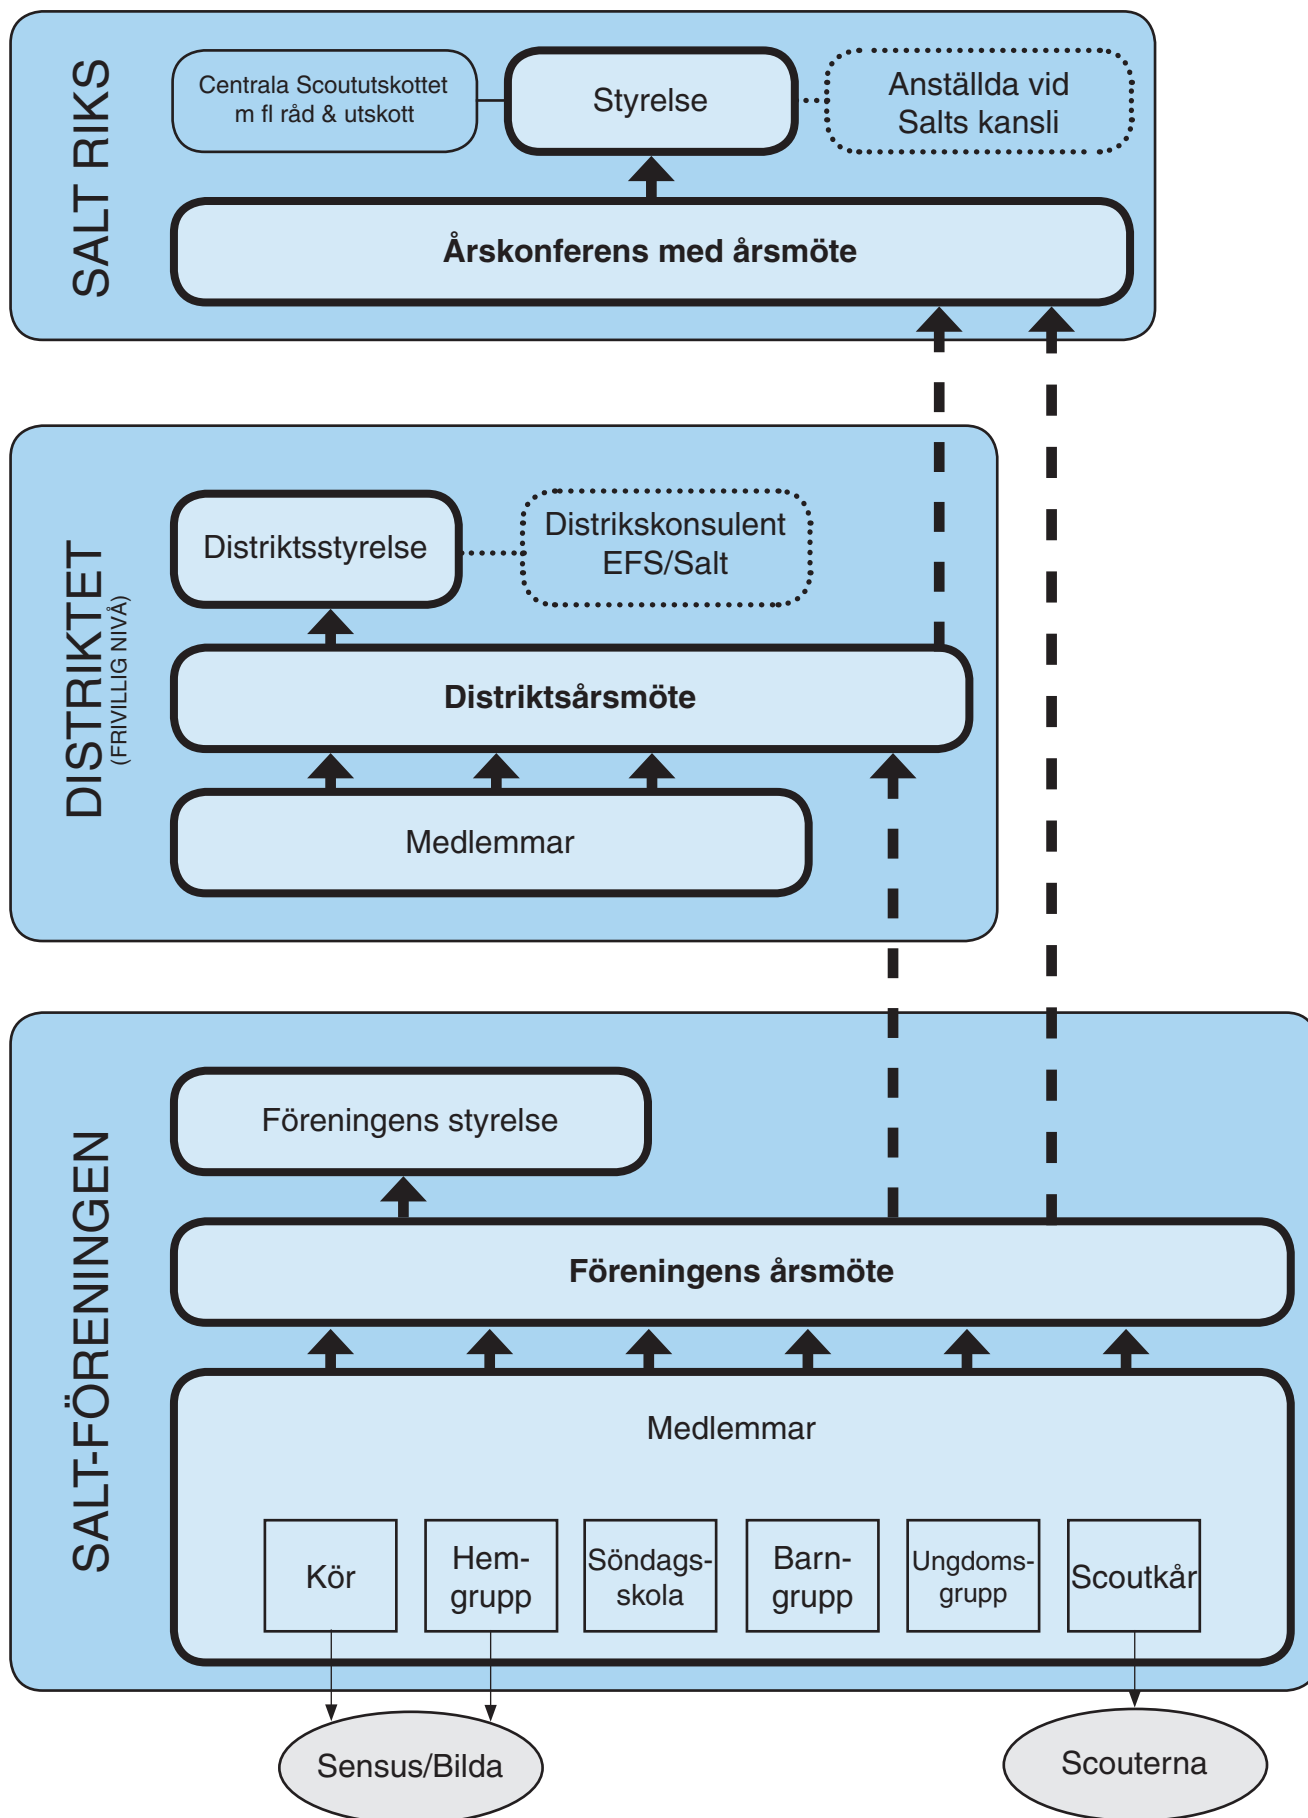 SALT RIKS
Centrala Scoututskottet
m fl råd & utskott
Styrelse
Anställda vid
Salts kansli
Årskonferens med årsmöte
DISTRIKTET
(FRIVILLIG NIVÅ)
Distriktsstyrelse
Distrikskonsulent
EFS/Salt
Distriktsårsmöte
Medlemmar
SALT-FÖRENINGEN
Föreningens styrelse
Föreningens årsmöte
Medlemmar
Kör
Hem-
grupp
Söndags-
skola
Barn-
grupp
Ungdoms-
grupp
Scoutkår
Sensus/Bilda
Scouterna